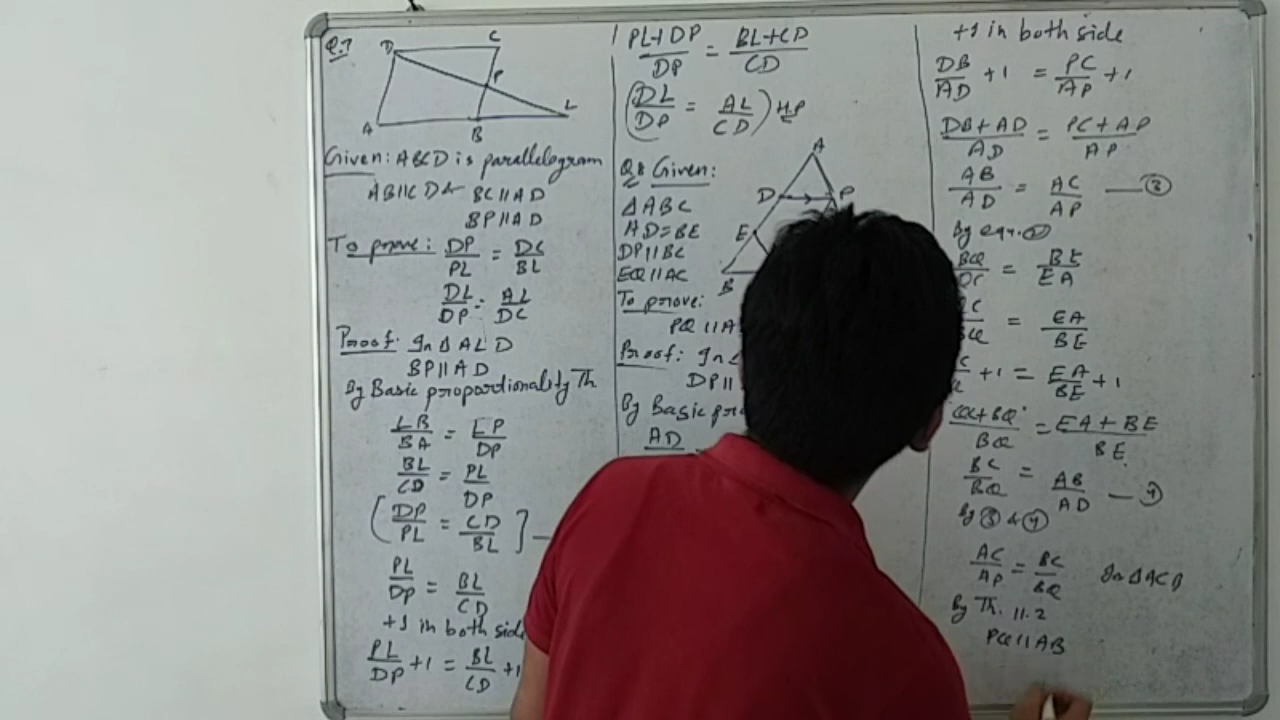 Q.7
D C
P
A B L
Given: ABCD is parallelogram
AB||CD & BC||AD
BP||AD
To prove: DP/PL = DC/BL
DL/DP = AL/DC
Proof: In Δ ALD
BP||AD
By Basic proportionality Th
LB/BA = LP/DP
BL/CD = PL/DP
(DP/PL = CD/BL]
PL/DP = BL/CD
+1 in both side
PL/DP +1 = BL/CD +1
PL+DP/DP = BL+CD/CD
(DL/DP = AL/CD) H.P
Q8 Given:
ΔABC
AD=BE
DP||BC
EQ||AC
A
D P
E
B
To prove:
PQ||A
Proof: In
DP||
By Basic
AD
+1 in both side
DB/AD +1 = PC/AP +1
DB+AD/AD = PC+AP/AP
AB/AD = AC/AP —③
By eqn.
= BE/EA
= EA/BE
+1 = EA/BE +1
QC+BQ/BQ = EA+BE/BE
BC/BQ = AB/AD —④
By ③ & ④
AC/AP = BC/BQ In ΔACB
By Th. 11.2
PQ||AB